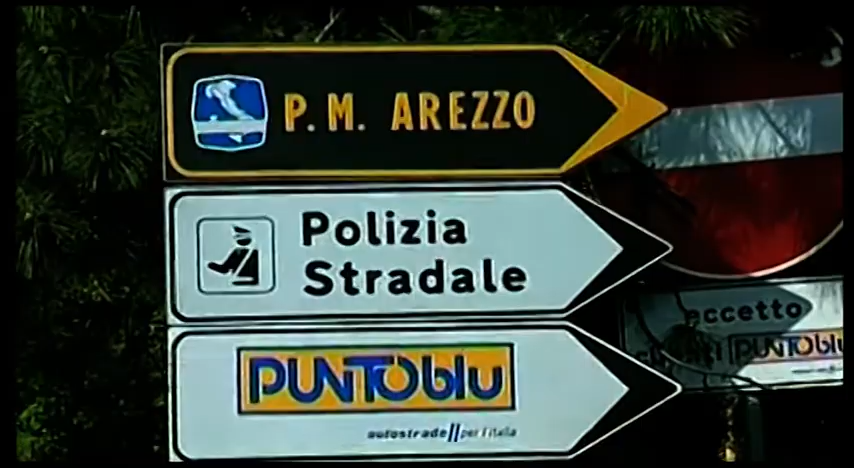 P. M. AREZZO
Polizia
Stradale
PUNTOblu
autostrade // per l'italia
eccetto
PUNTOblu